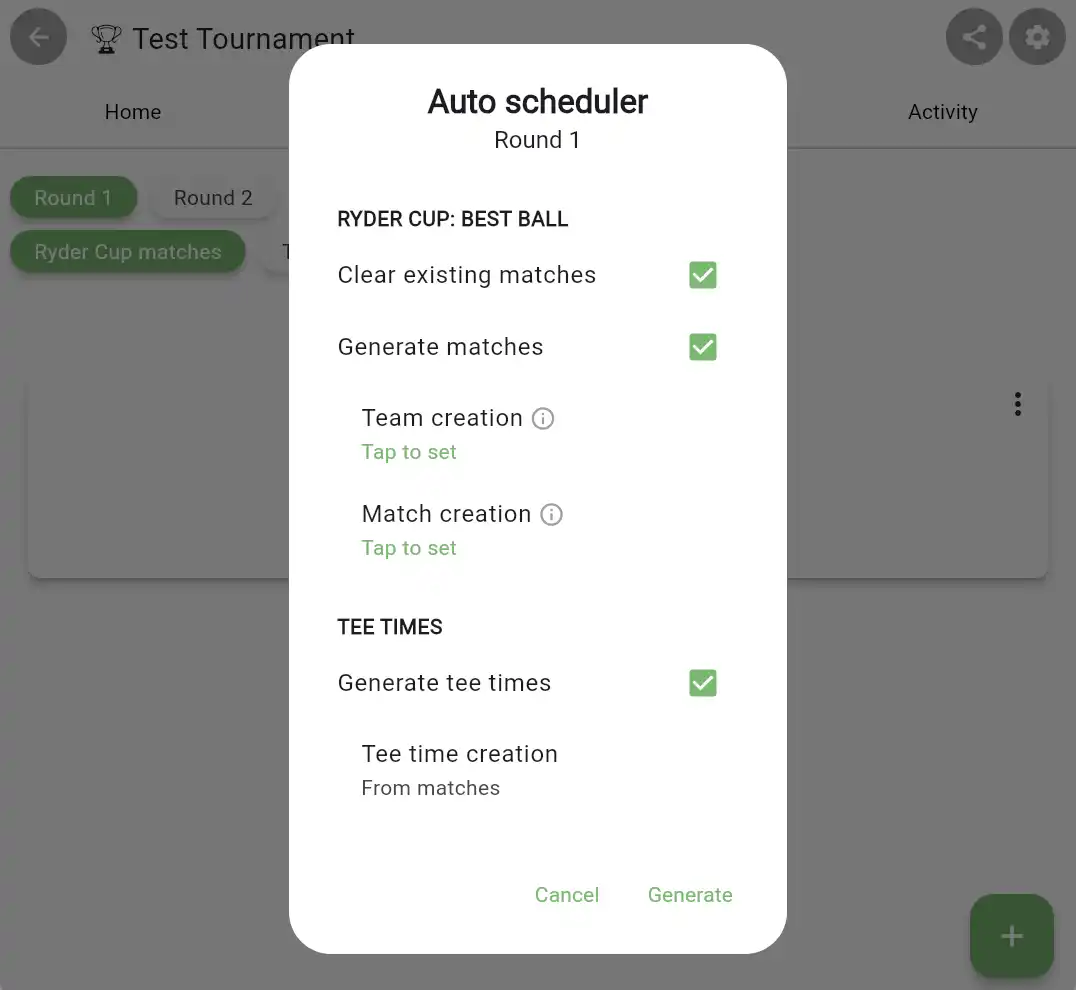 Test Tournament
Home
Activity
Round 1
Round 2
Ryder Cup matches
Auto scheduler
Round 1
RYDER CUP: BEST BALL
Clear existing matches
Generate matches
Team creation
Tap to set
Match creation
Tap to set
TEE TIMES
Generate tee times
Tee time creation
From matches
Cancel
Generate